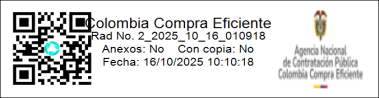 Colombia Compra Eficiente
Rad No. 2_2025_10_16_010918
Anexos: No Con copia: No
Fecha: 16/10/2025 10:10:18
Agencia Nacional
de Contratación Pública
Colombia Compra Eficiente